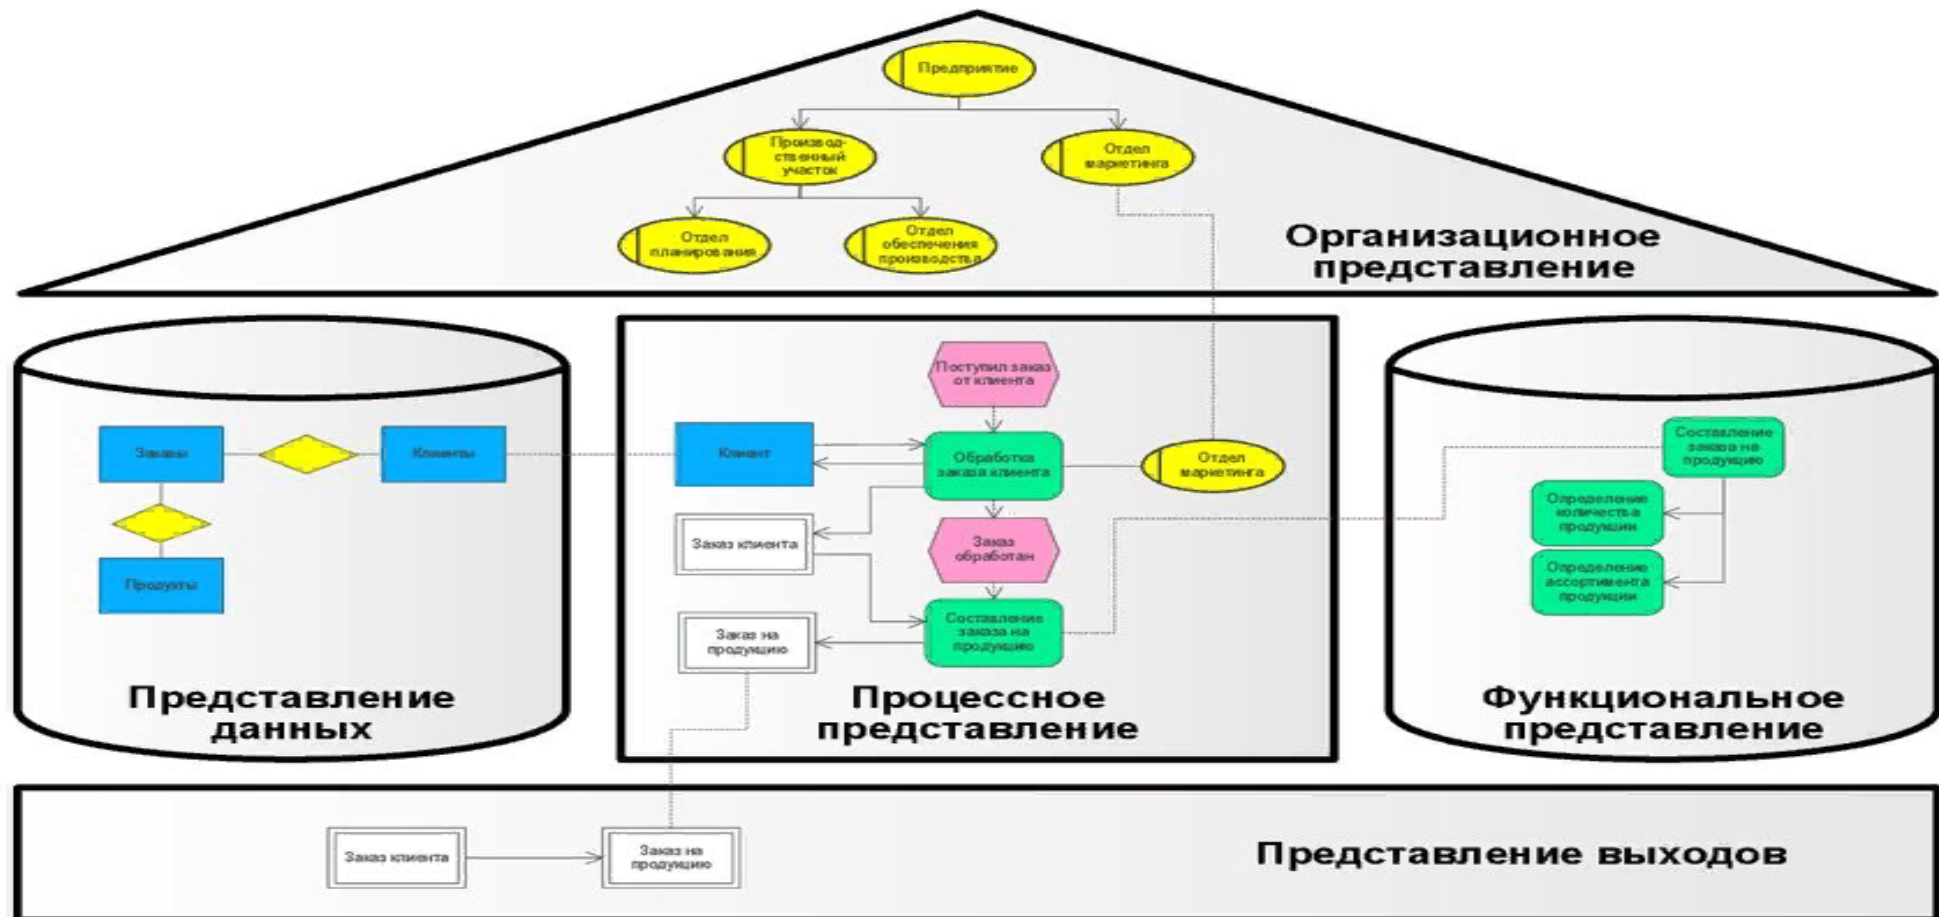 Предприятие
Производ-
ственный
участок
Отдел
маркетинга
Отдел
планирования
Отдел
обеспечения
производства
Организационное
представление
Заказы
Клиенты
Продукты
Представление
данных
Поступил заказ
от клиента
Клиент
Обработка
заказа клиента
Отдел
маркетинга
Заказ клиента
Заказ
обработан
Заказ на
продукцию
Составление
заказа на
продукцию
Процессное
представление
Составление
заказа на
продукцию
Определение
количества
продукции
Определение
ассортимента
продукции
Функциональное
представление
Заказ клиента
Заказ на
продукцию
Представление выходов